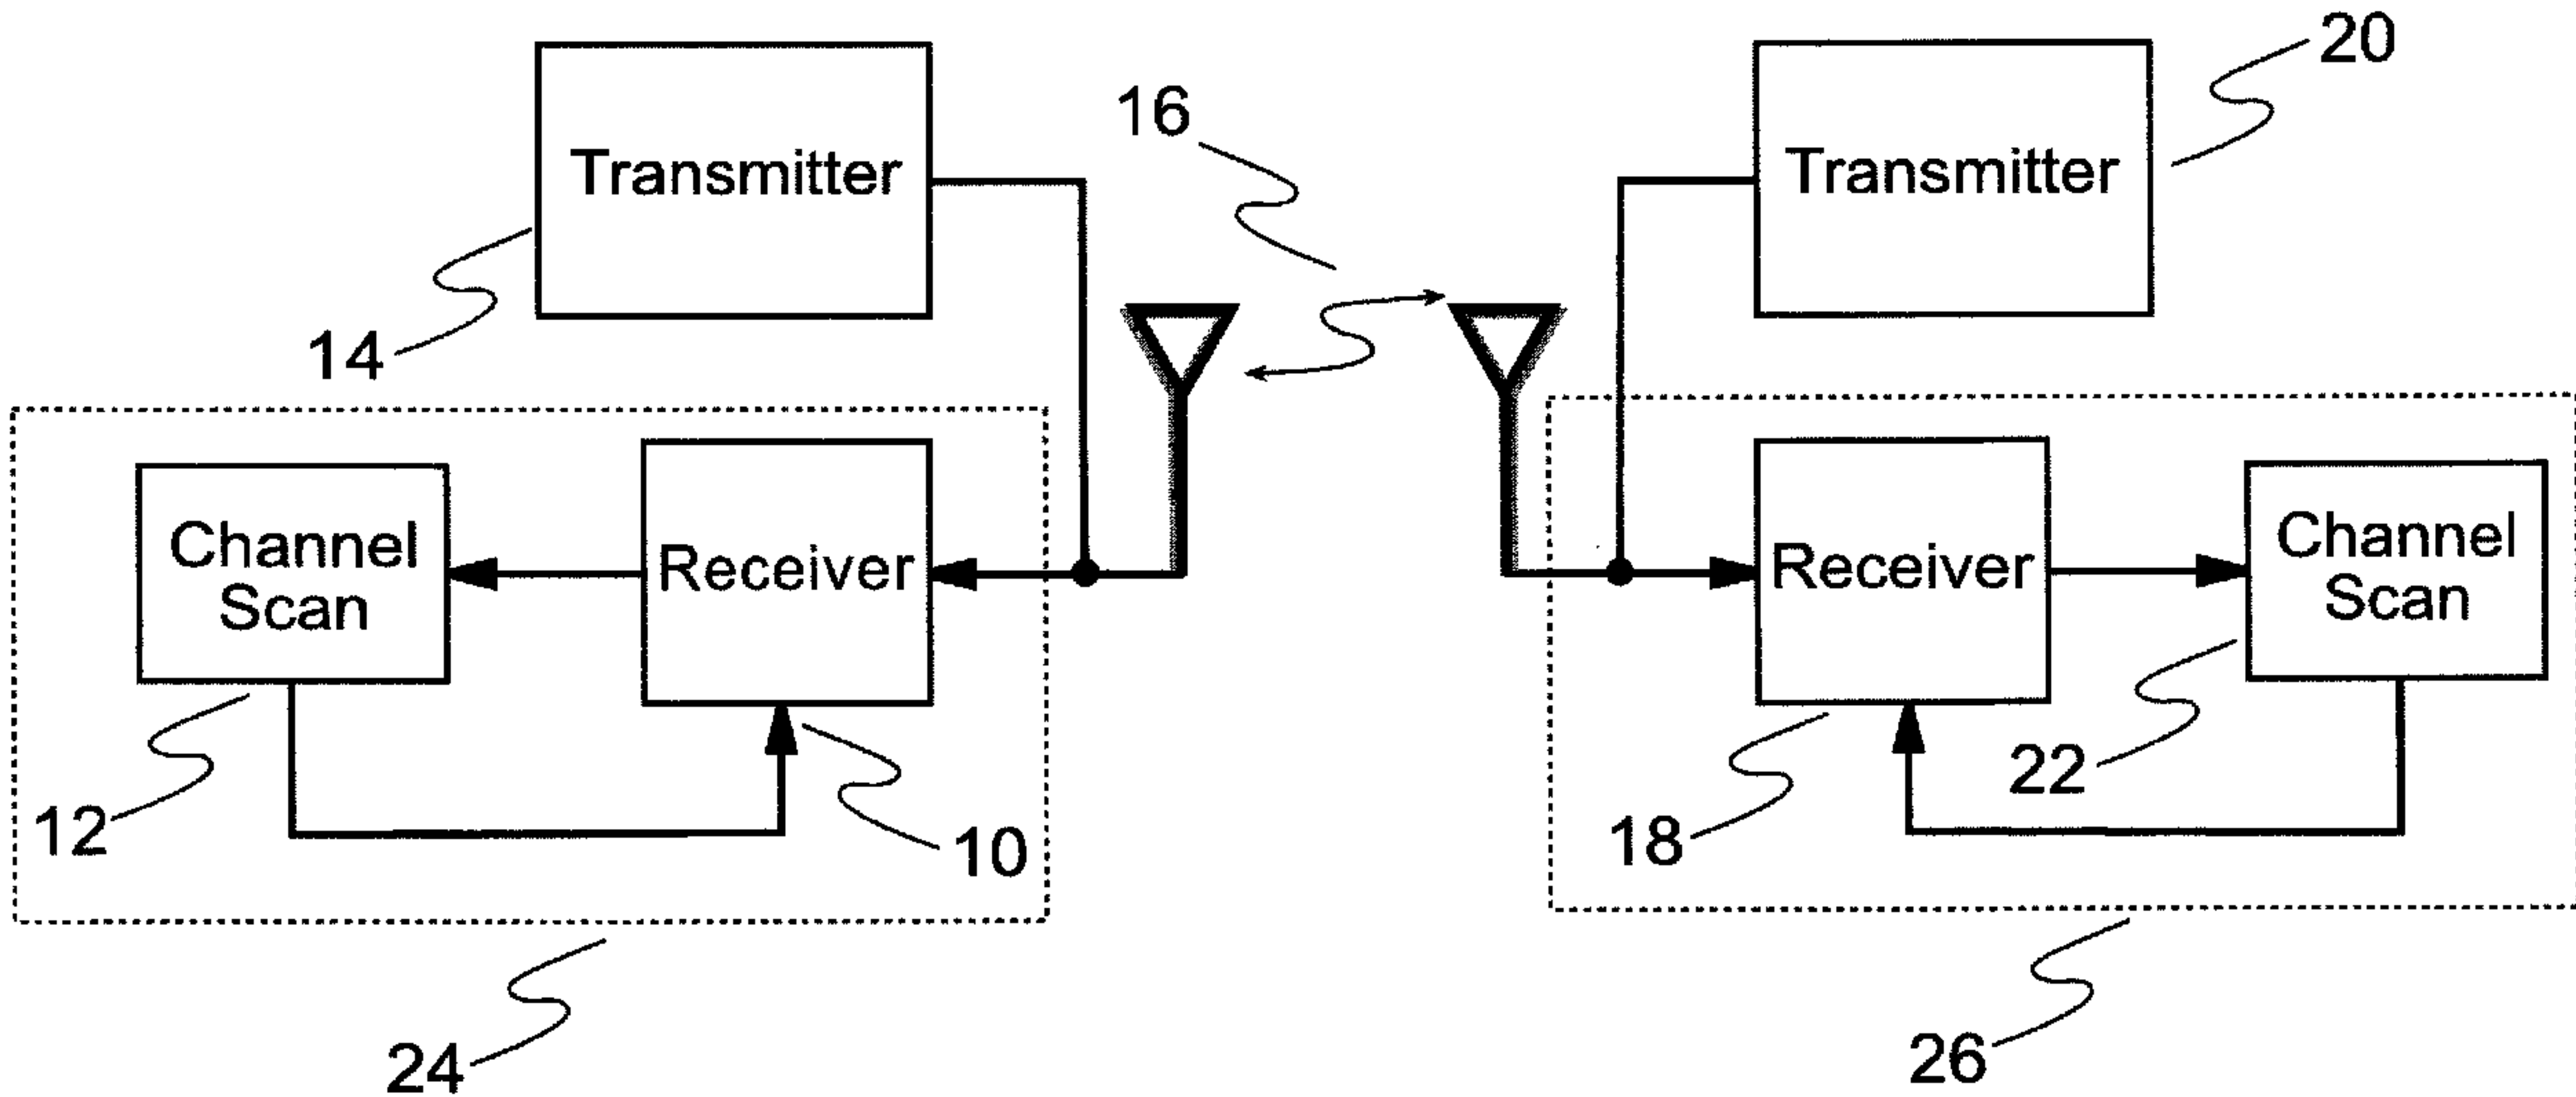 20
16
Transmitter
Transmitter
14
Channel
Scan
Receiver
Receiver
Channel
Scan
12
10
18
22
24
26